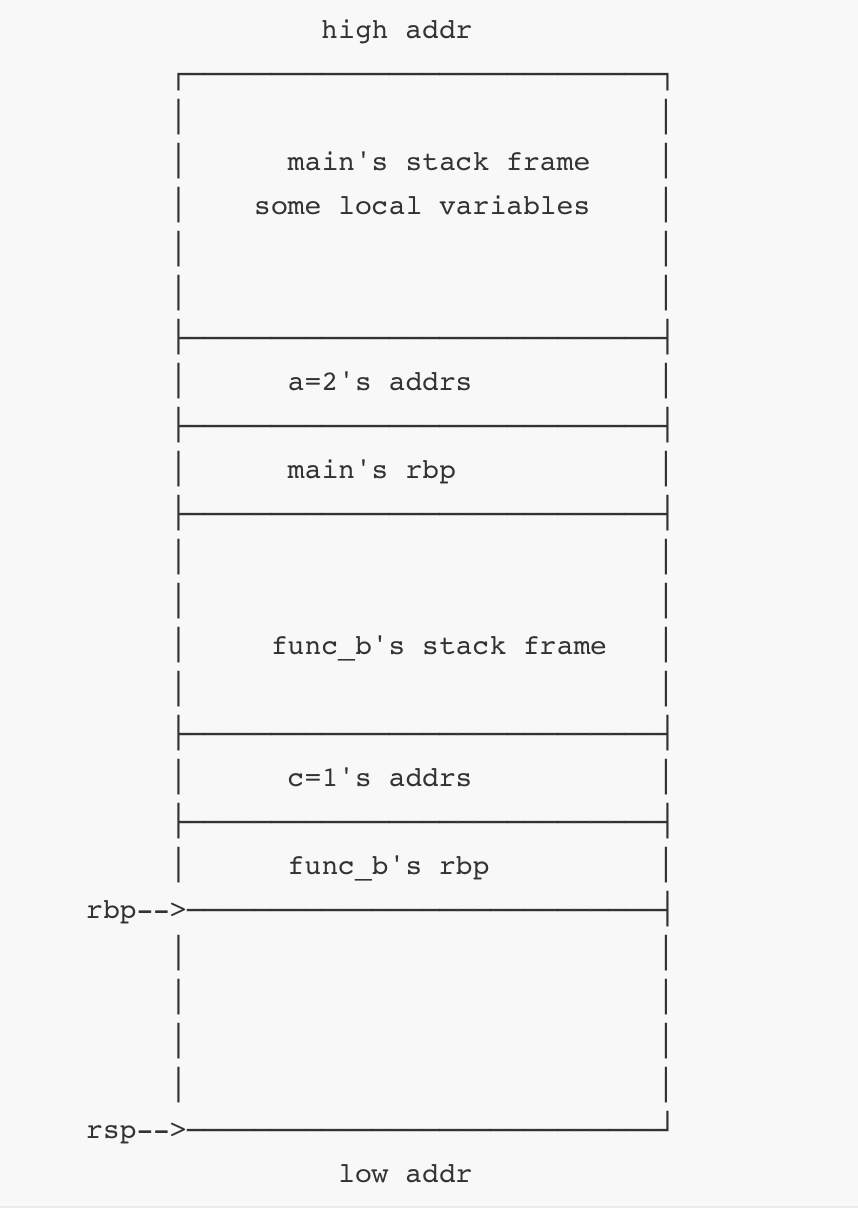 high addr
main's stack frame
some local variables
a=2's addrs
main's rbp
func_b's stack frame
c=1's addrs
func_b's rbp
rbp-->
rsp-->
low addr